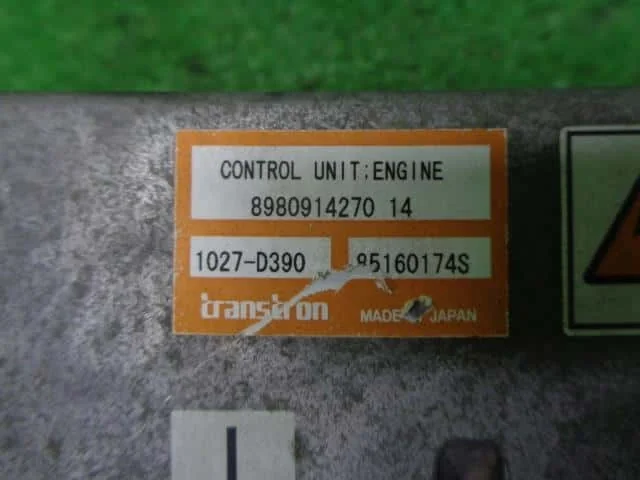 CONTROL UNIT:ENGINE
8980914270 14
1027-D390 85160174S
transtron MADE IN JAPAN